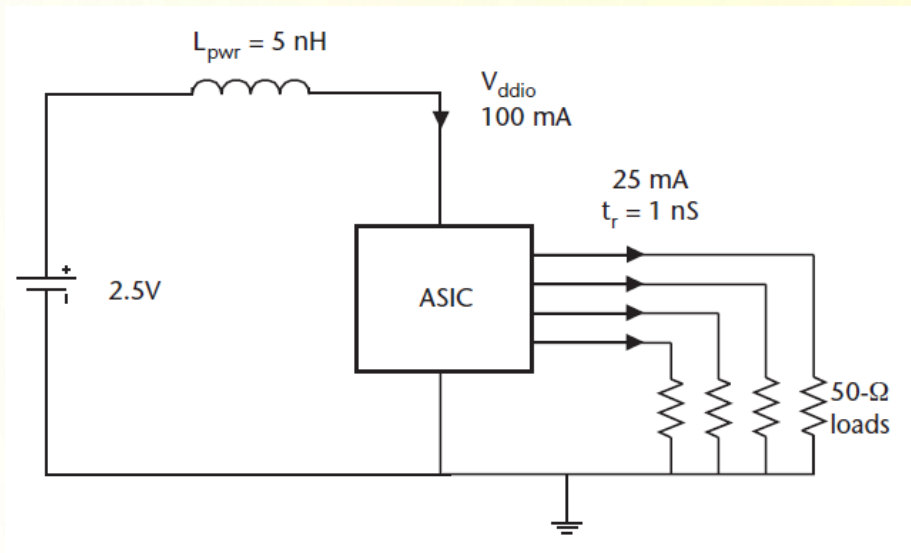 L_pwr = 5 nH
V_ddio
100 mA
25 mA
t_r = 1 nS
+
2.5V
ASIC
50-Ω
loads